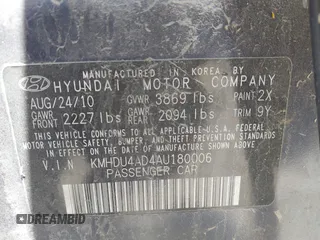 MANUFACTURED IN KOREA BY
HYUNDAI MOTOR COMPANY
AUG/24/10 GVWR 3869 lbs PAINT 2X
GAWR FRONT 2227 lbs GAWR REAR 2094 lbs TRIM 9Y
THIS VEHICLE CONFORMS TO ALL APPLICABLE U.S. FEDERAL
MOTOR VEHICLE SAFETY, BUMPER, AND THEFT PREVENTION
STANDARDS IN EFFECT ON THE DATE OF MANUFACTURE SHOWN ABOVE.
V.I.N KMHDU4AD4AU180006
PASSENGER CAR